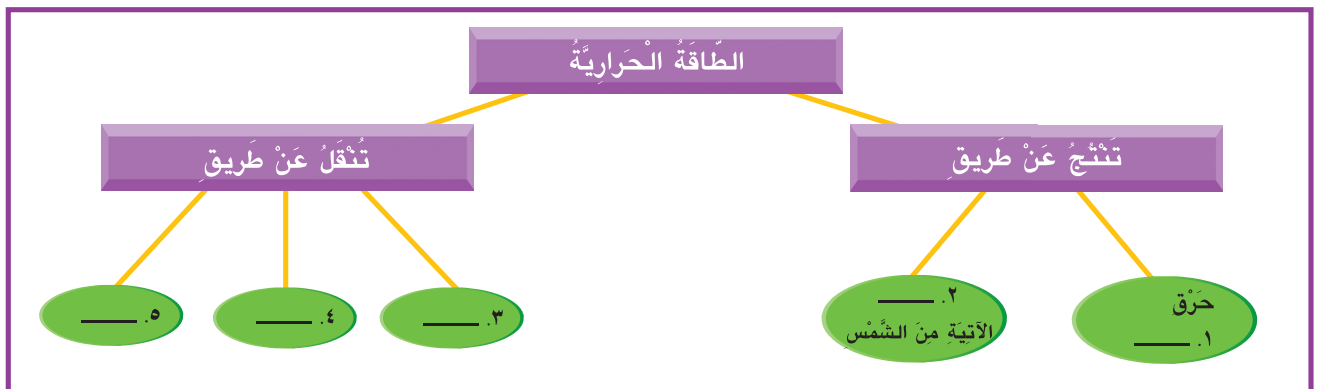 الطّاقَةُ الْحَرارِيَّةُ
تَنْتُجُ عَنْ طَريقِ
تُنْقَلُ عَنْ طَريقِ
حَرْقِ
١. ____
٢. ____
الآتِيَةِ مِنَ الشَّمْسِ
٣. ____
٤. ____
٥. ____